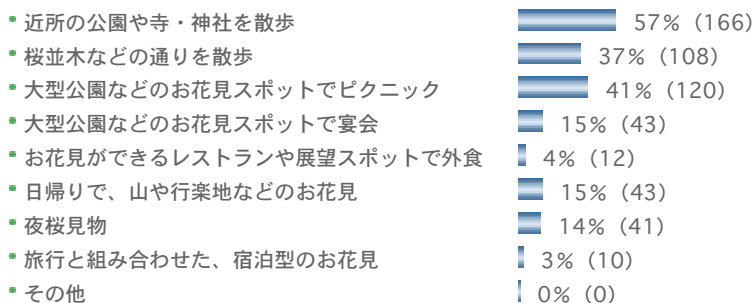 近所の公園や寺・神社を散歩 57% (166)
桜並木などの通りを散歩 37% (108)
大型公園などのお花見スポットでピクニック 41% (120)
大型公園などのお花見スポットで宴会 15% (43)
お花見ができるレストランや展望スポットで外食 4% (12)
日帰りで、山や行楽地などのお花見 15% (43)
夜桜見物 14% (41)
旅行と組み合わせた、宿泊型のお花見 3% (10)
その他 0% (0)